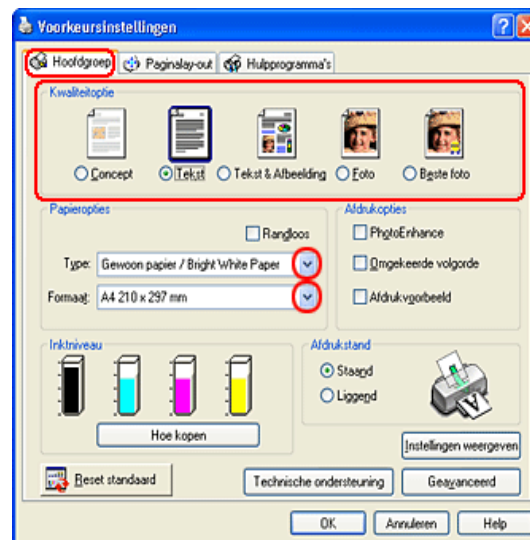 Voorkeursinstellingen
Hoofdgroep Paginalay-out Hulpprogramma's
Kwaliteitoptie
Concept Tekst Tekst & Afbeelding Foto Beste foto
Papieropties
Randloos
Type: Gewoon papier / Bright White Paper
Formaat: A4 210 x 297 mm
Afdrukopties
PhotoEnhance
Omgekeerde volgorde
Afdrukvoorbeeld
Inktniveau
Hoe kopen
Afdrukstand
Staand
Liggend
Instellingen weergeven
Reset standaard Technische ondersteuning Geavanceerd
OK Annuleren Help